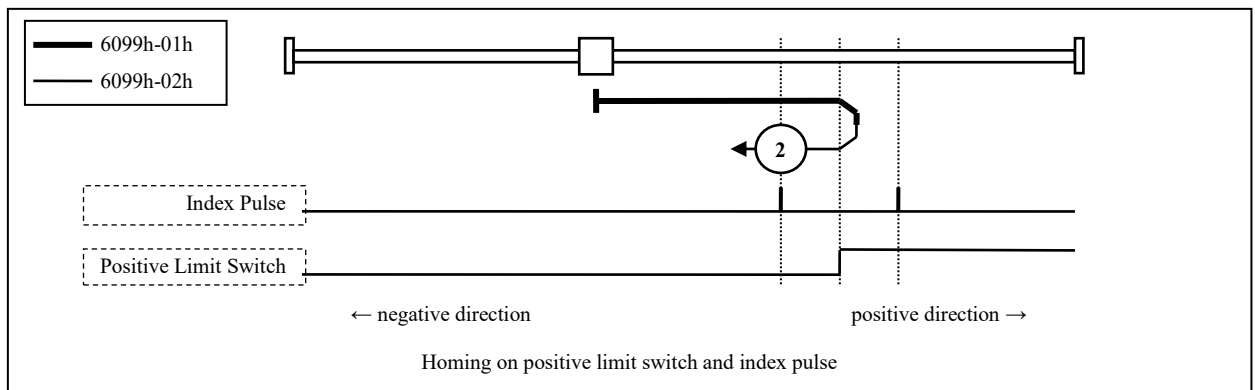 6099h-01h
6099h-02h
2
Index Pulse
Positive Limit Switch
← negative direction
positive direction →
Homing on positive limit switch and index pulse